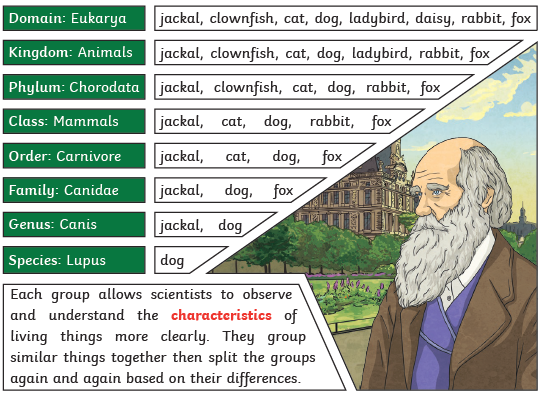 Domain: Eukarya
jackal, clownfish, cat, dog, ladybird, daisy, rabbit, fox
Kingdom: Animals
jackal, clownfish, cat, dog, ladybird, rabbit, fox
Phylum: Chorodata
jackal, clownfish, cat, dog, rabbit, fox
Class: Mammals
jackal, cat, dog, rabbit, fox
Order: Carnivore
jackal, cat, dog, fox
Family: Canidae
jackal, dog, fox
Genus: Canis
jackal, dog
Species: Lupus
dog
Each group allows scientists to observe
and understand the characteristics of
living things more clearly. They group
similar things together then split the groups
again and again based on their differences.